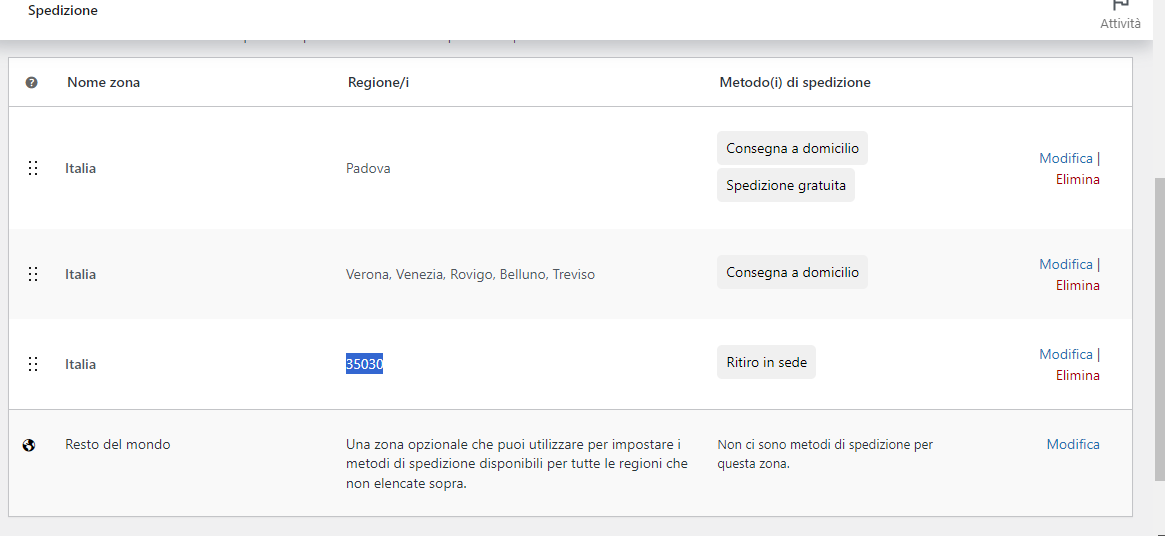 Spedizione
Attività
Nome zona
Regione/i
Metodo(i) di spedizione
Italia
Padova
Consegna a domicilio
Spedizione gratuita
Modifica |
Elimina
Italia
Verona, Venezia, Rovigo, Belluno, Treviso
Consegna a domicilio
Modifica |
Elimina
Italia
35030
Ritiro in sede
Modifica |
Elimina
Resto del mondo
Una zona opzionale che puoi utilizzare per impostare i
metodi di spedizione disponibili per tutte le regioni che
non elencate sopra.
Non ci sono metodi di spedizione per
questa zona.
Modifica